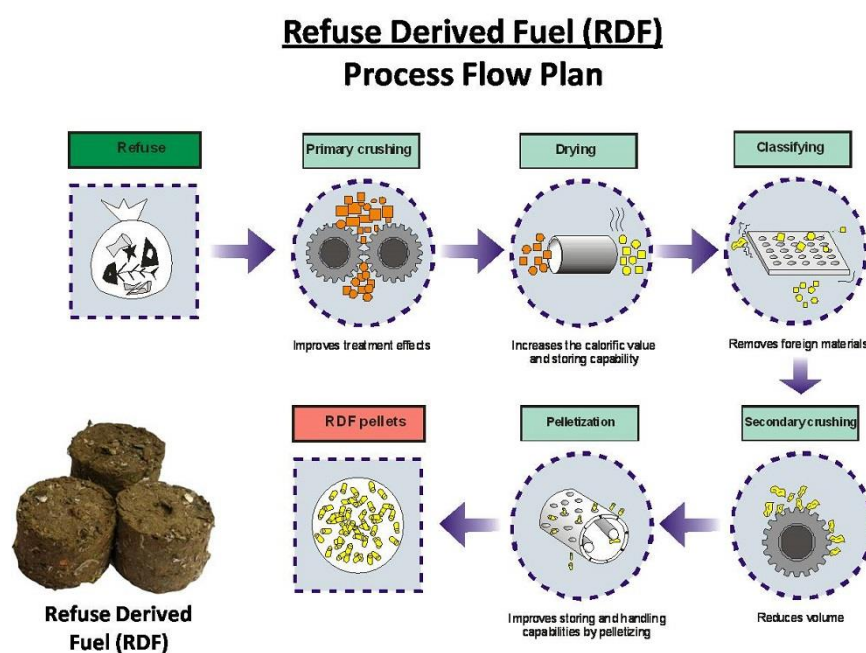 Refuse Derived Fuel (RDF)
Process Flow Plan
Refuse
Primary crushing
Drying
Classifying
Improves treatment effects
Increases the calorific value
and storing capability
Removes foreign materials
RDF pellets
Pelletization
Secondary crushing
Improves storing and handling
capabilities by pelletizing
Reduces volume
Refuse Derived
Fuel (RDF)